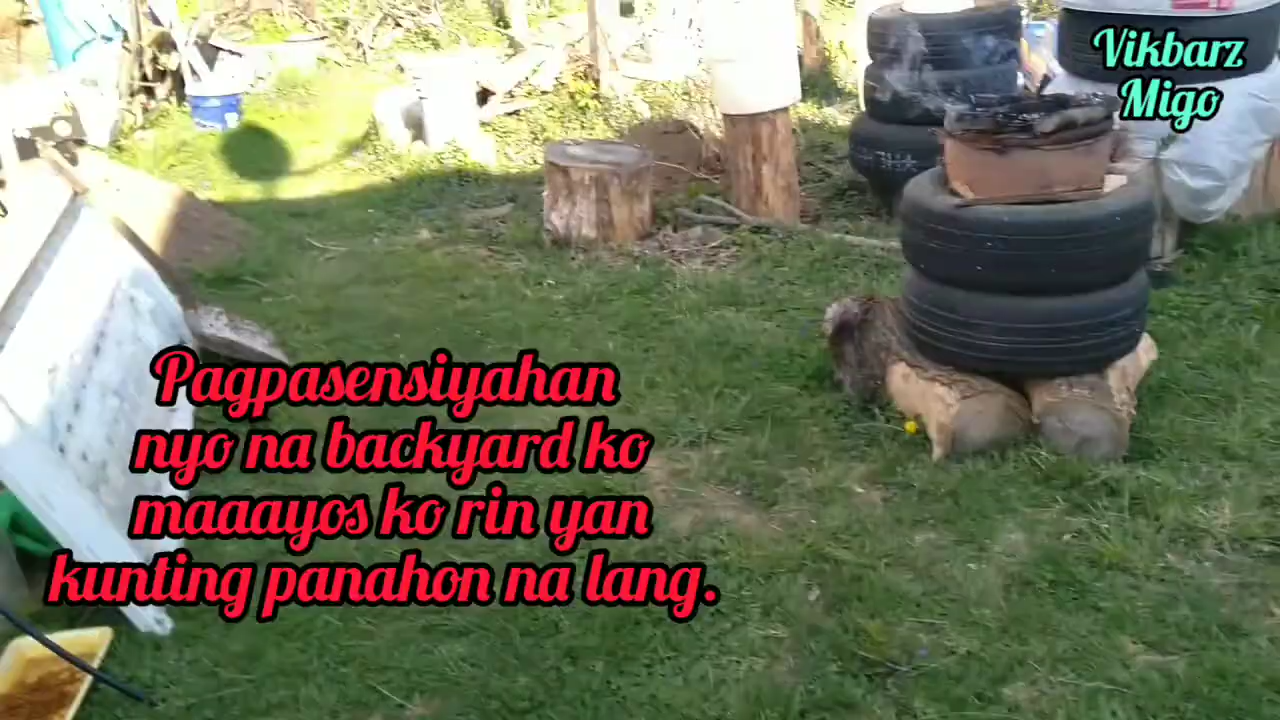 Vikbarz
Migo
Pagpasensiyahan
nyo na backyard ko
maaayos ko rin yan
kunting panahon na lang.